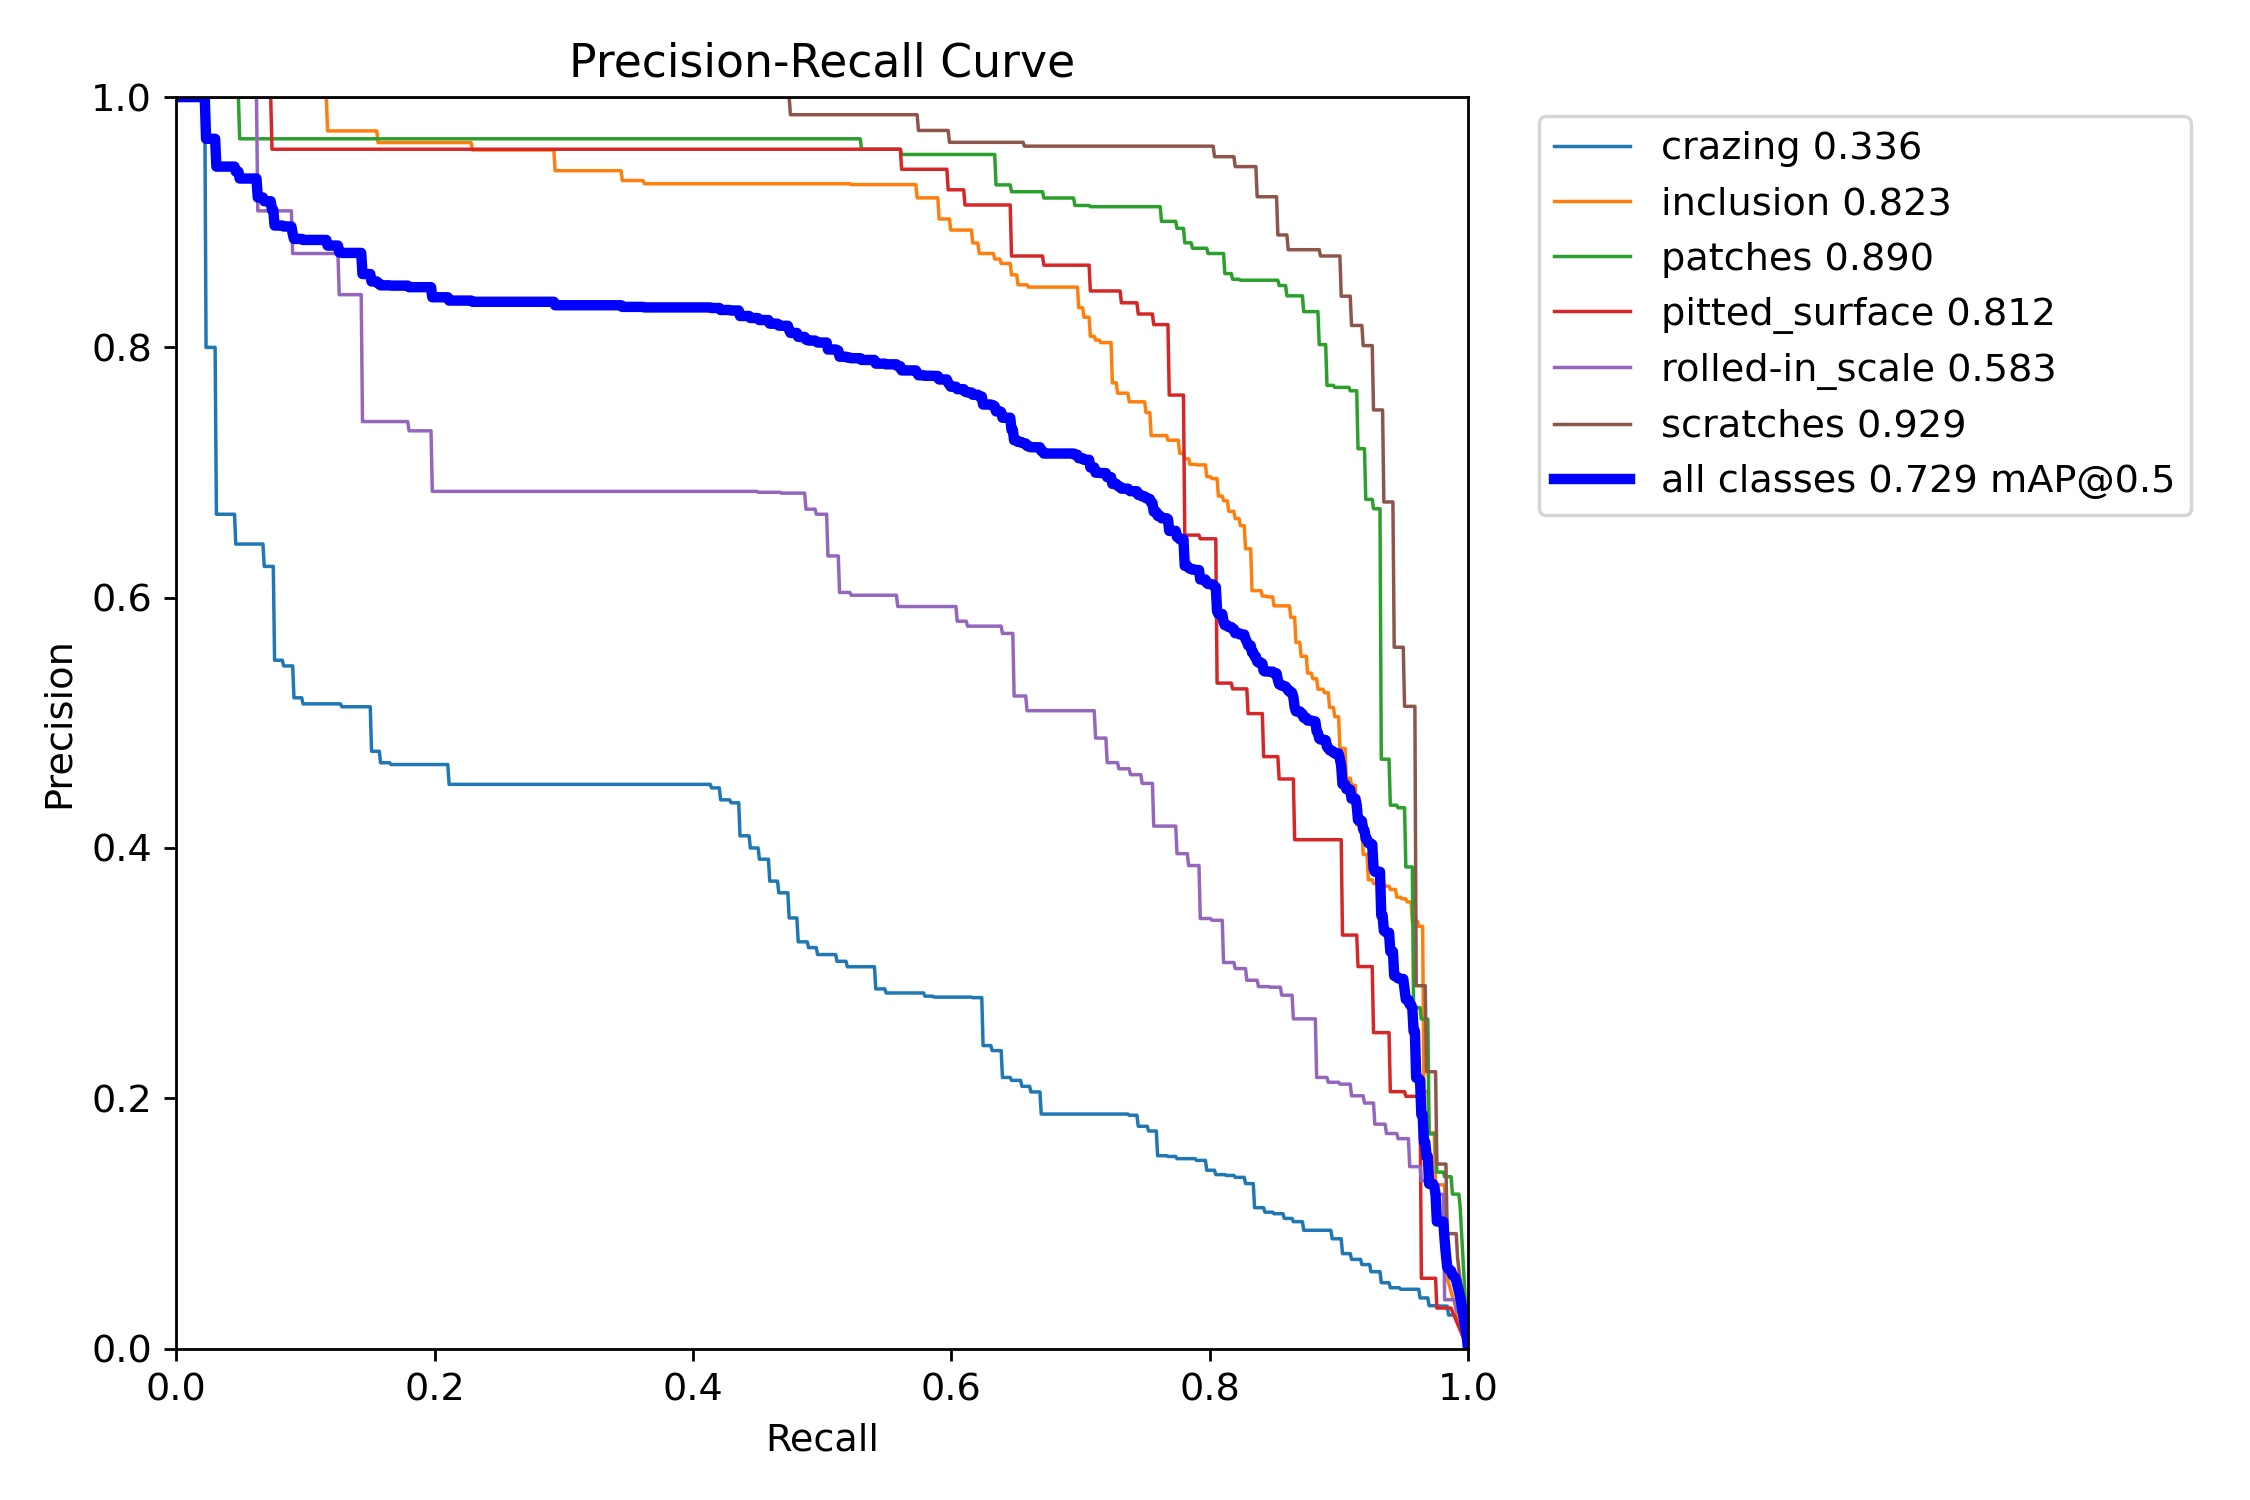 Precision-Recall Curve
1.0
0.8
0.6
0.4
0.2
0.0
Precision
0.0 0.2 0.4 0.6 0.8 1.0
Recall
crazing 0.336
inclusion 0.823
patches 0.890
pitted_surface 0.812
rolled-in_scale 0.583
scratches 0.929
all classes 0.729 mAP@0.5